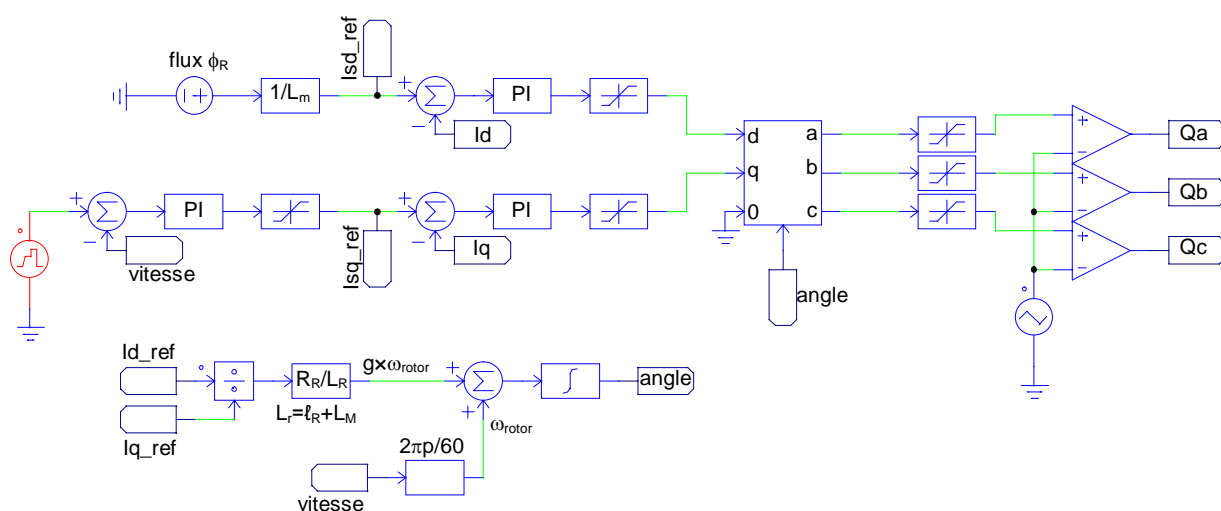 flux ϕR
1/Lm
Isd_ref
+
Σ
−
Id
PI
+
Σ
−
vitesse
PI
Isq_ref
+
Σ
−
Iq
PI
d
q
0
a
b
c
angle
+
−
Qa
+
−
Qb
+
−
Qc
Id_ref
Iq_ref
÷
RR/LR
Lr=ℓR+LM
g×ωrotor
+
Σ
+
ωrotor
∫
angle
2πp/60
vitesse